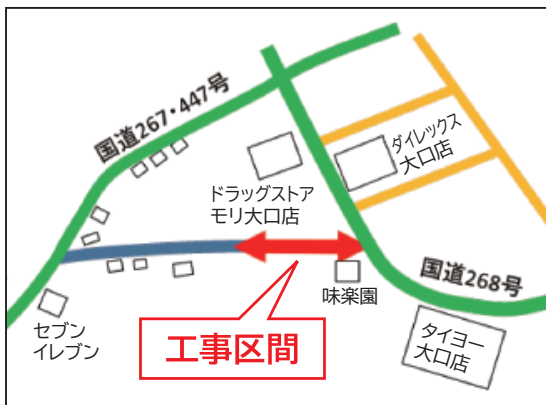 国道267・447号
ダイレックス
大口店
ドラッグストア
モリ大口店
国道268号
味楽園
セブン
イレブン
工事区間
タイヨー
大口店